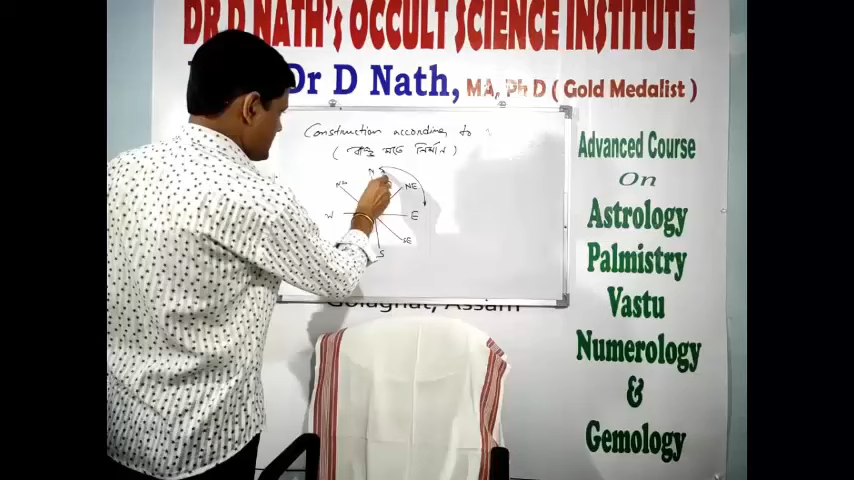 DR D NATH's OCCULT SCIENCE INSTITUTE
Dr D Nath, MA, Ph D ( Gold Medalist )
Construction according to
( বাস্তু মতে নিৰ্মাণ )
N
NW
NE
W
E
SE
S
Golaghat, Assam
Advanced Course
On
Astrology
Palmistry
Vastu
Numerology
&
Gemology